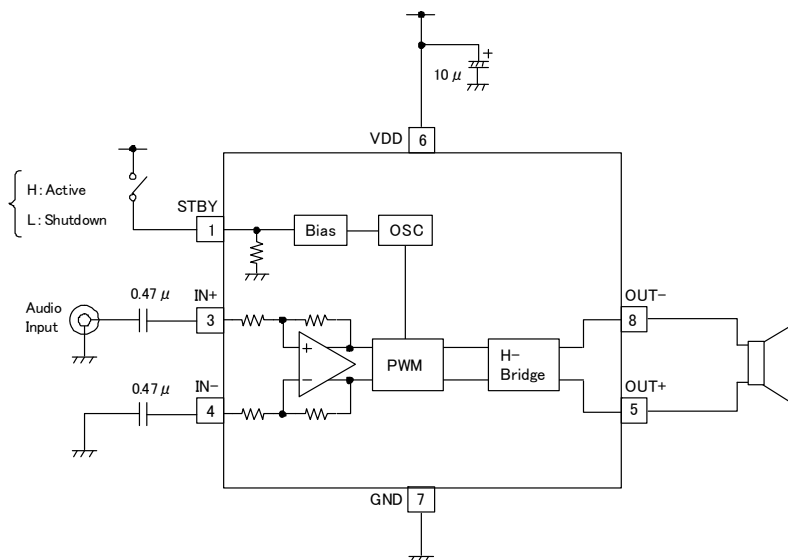 +
10 μ
VDD
6
H: Active
L: Shutdown
STBY
1
Bias
OSC
Audio
Input
0.47 μ
IN+
3
+
−
PWM
H-
Bridge
OUT-
8
0.47 μ
IN-
4
OUT+
5
GND
7